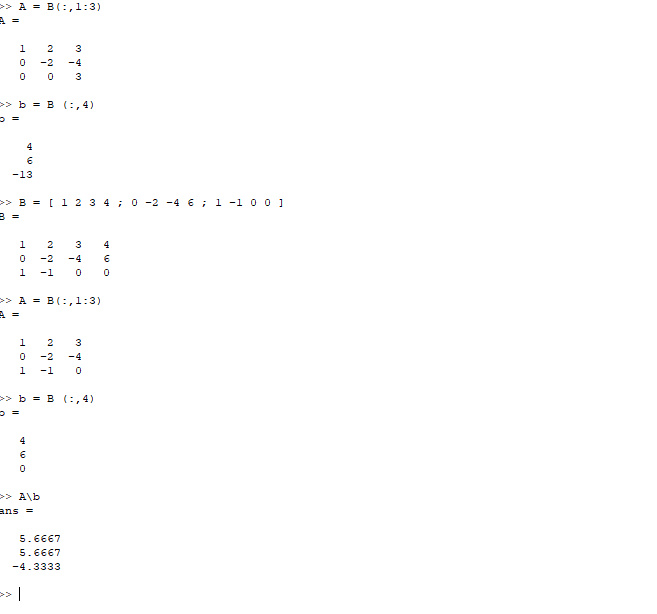 >> A = B(:,1:3)
A =
1 2 3
0 -2 -4
0 0 3
>> b = B (:,4)
b =
4
6
-13
>> B = [ 1 2 3 4 ; 0 -2 -4 6 ; 1 -1 0 0 ]
B =
1 2 3 4
0 -2 -4 6
1 -1 0 0
>> A = B(:,1:3)
A =
1 2 3
0 -2 -4
1 -1 0
>> b = B (:,4)
b =
4
6
0
>> A\b
ans =
5.6667
5.6667
-4.3333
>>